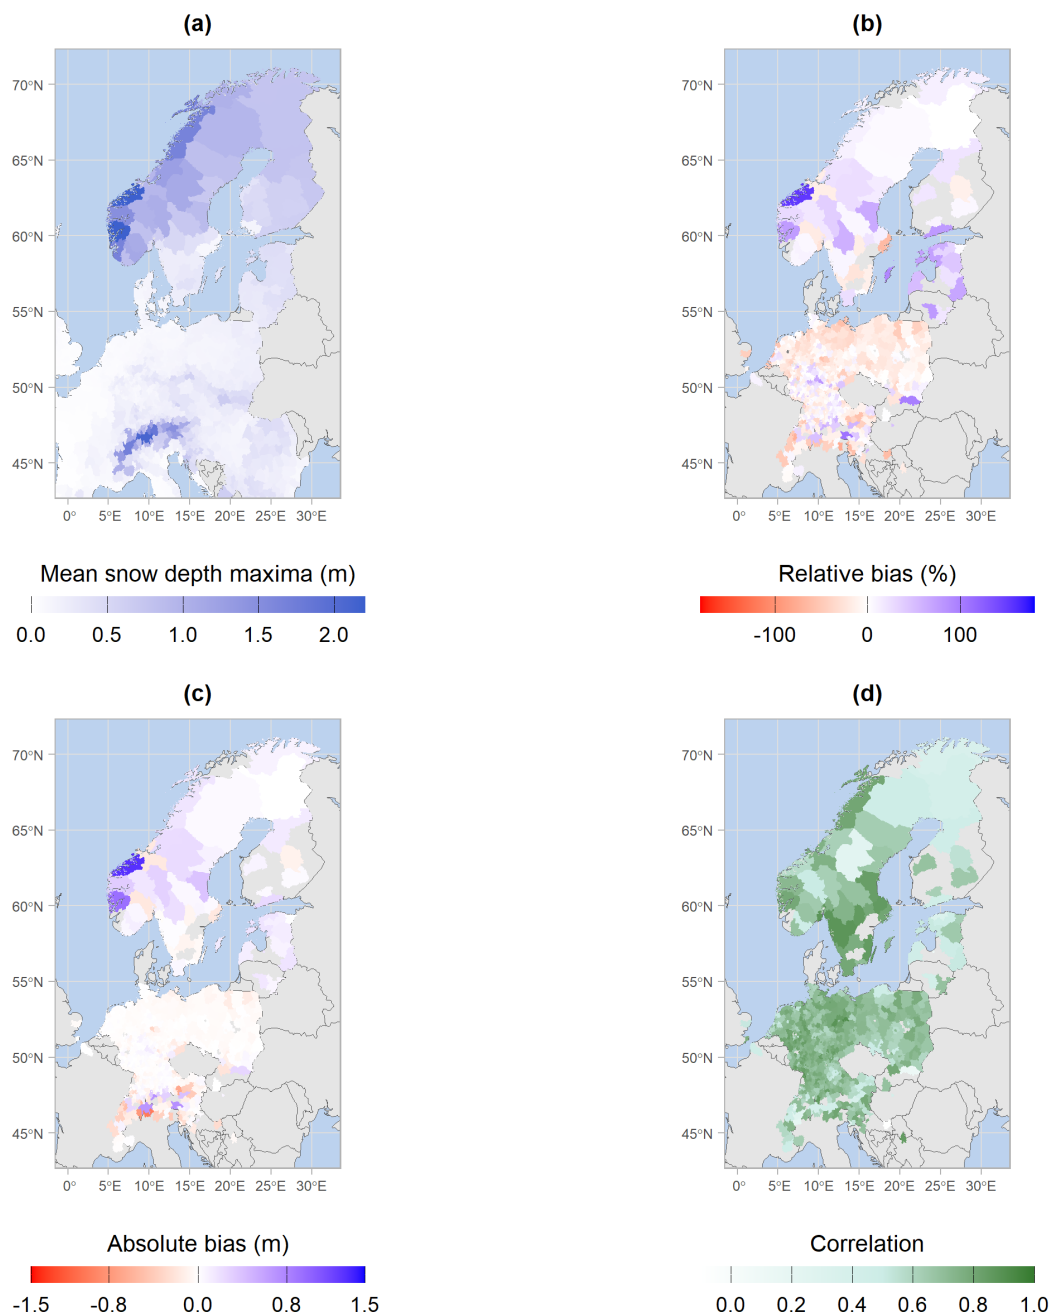 (a)
(b)
70°N
65°N
60°N
55°N
50°N
45°N
0° 5°E 10°E 15°E 20°E 25°E 30°E
70°N
65°N
60°N
55°N
50°N
45°N
0° 5°E 10°E 15°E 20°E 25°E 30°E
Mean snow depth maxima (m)
0.0 0.5 1.0 1.5 2.0
Relative bias (%)
-100 0 100
(c)
(d)
70°N
65°N
60°N
55°N
50°N
45°N
0° 5°E 10°E 15°E 20°E 25°E 30°E
70°N
65°N
60°N
55°N
50°N
45°N
0° 5°E 10°E 15°E 20°E 25°E 30°E
Absolute bias (m)
-1.5 -0.8 0.0 0.8 1.5
Correlation
0.0 0.2 0.4 0.6 0.8 1.0